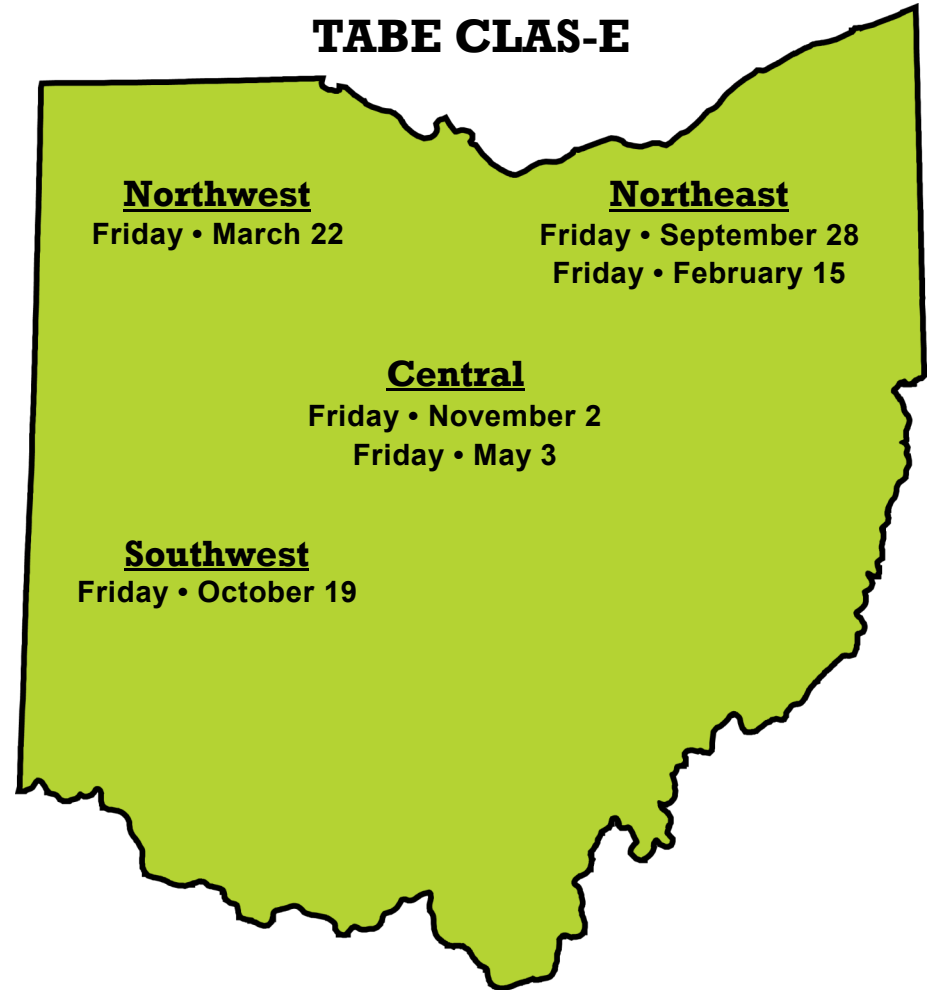 TABE CLAS-E
Northwest
Friday • March 22
Northeast
Friday • September 28
Friday • February 15
Central
Friday • November 2
Friday • May 3
Southwest
Friday • October 19